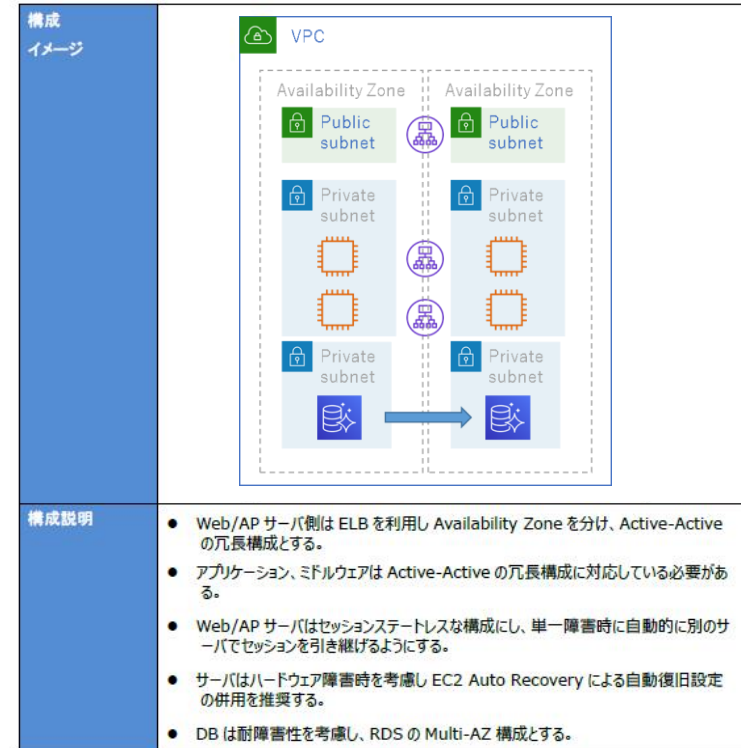 構成
イメージ
VPC
Availability Zone
Availability Zone
Public
subnet
Public
subnet
Private
subnet
Private
subnet
Private
subnet
Private
subnet
構成説明
● Web/AP サーバ側は ELB を利用し Availability Zone を分け、Active-Active
の冗長構成とする。
● アプリケーション、ミドルウェアは Active-Active の冗長構成に対応している必要があ
る。
● Web/AP サーバはセッションステートレスな構成にし、単一障害時に自動的に別のサ
ーバでセッションを引き継げるようにする。
● サーバはハードウェア障害時を考慮し EC2 Auto Recovery による自動復旧設定
の併用を推奨する。
● DB は耐障害性を考慮し、RDS の Multi-AZ 構成とする。